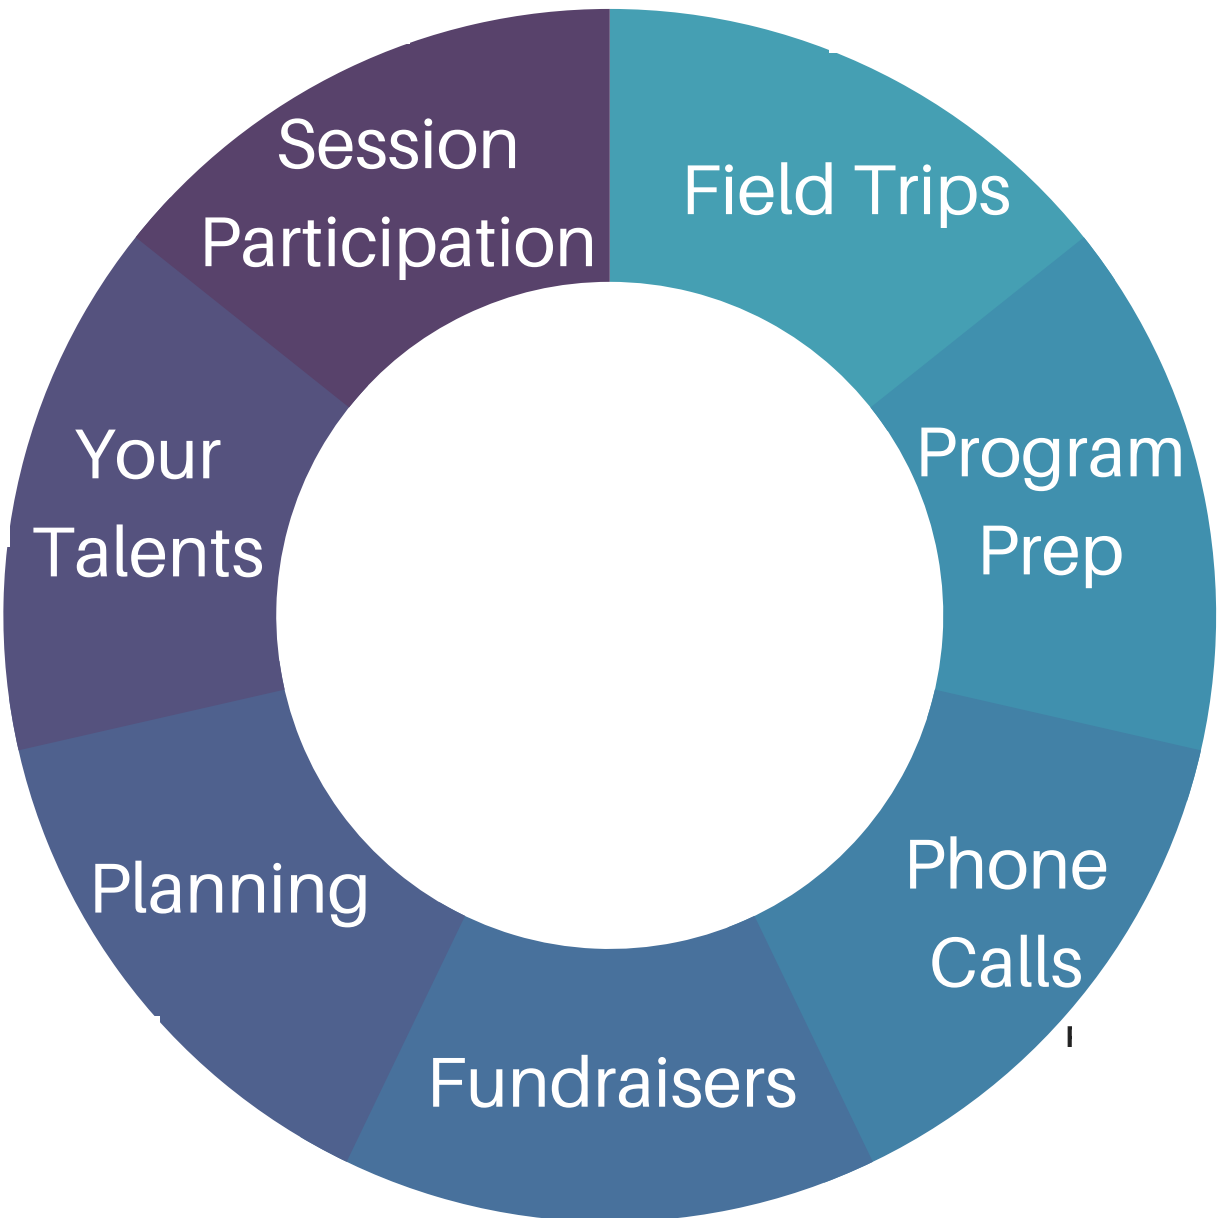 Session
Participation
Field Trips
Program
Prep
Phone
Calls
Fundraisers
Planning
Your
Talents